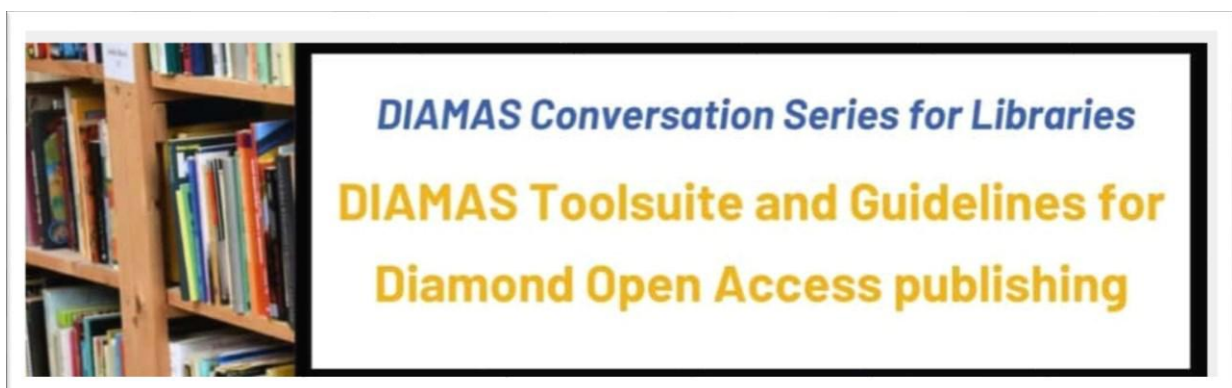 DIAMAS Conversation Series for Libraries
DIAMAS Toolsuite and Guidelines for
Diamond Open Access publishing